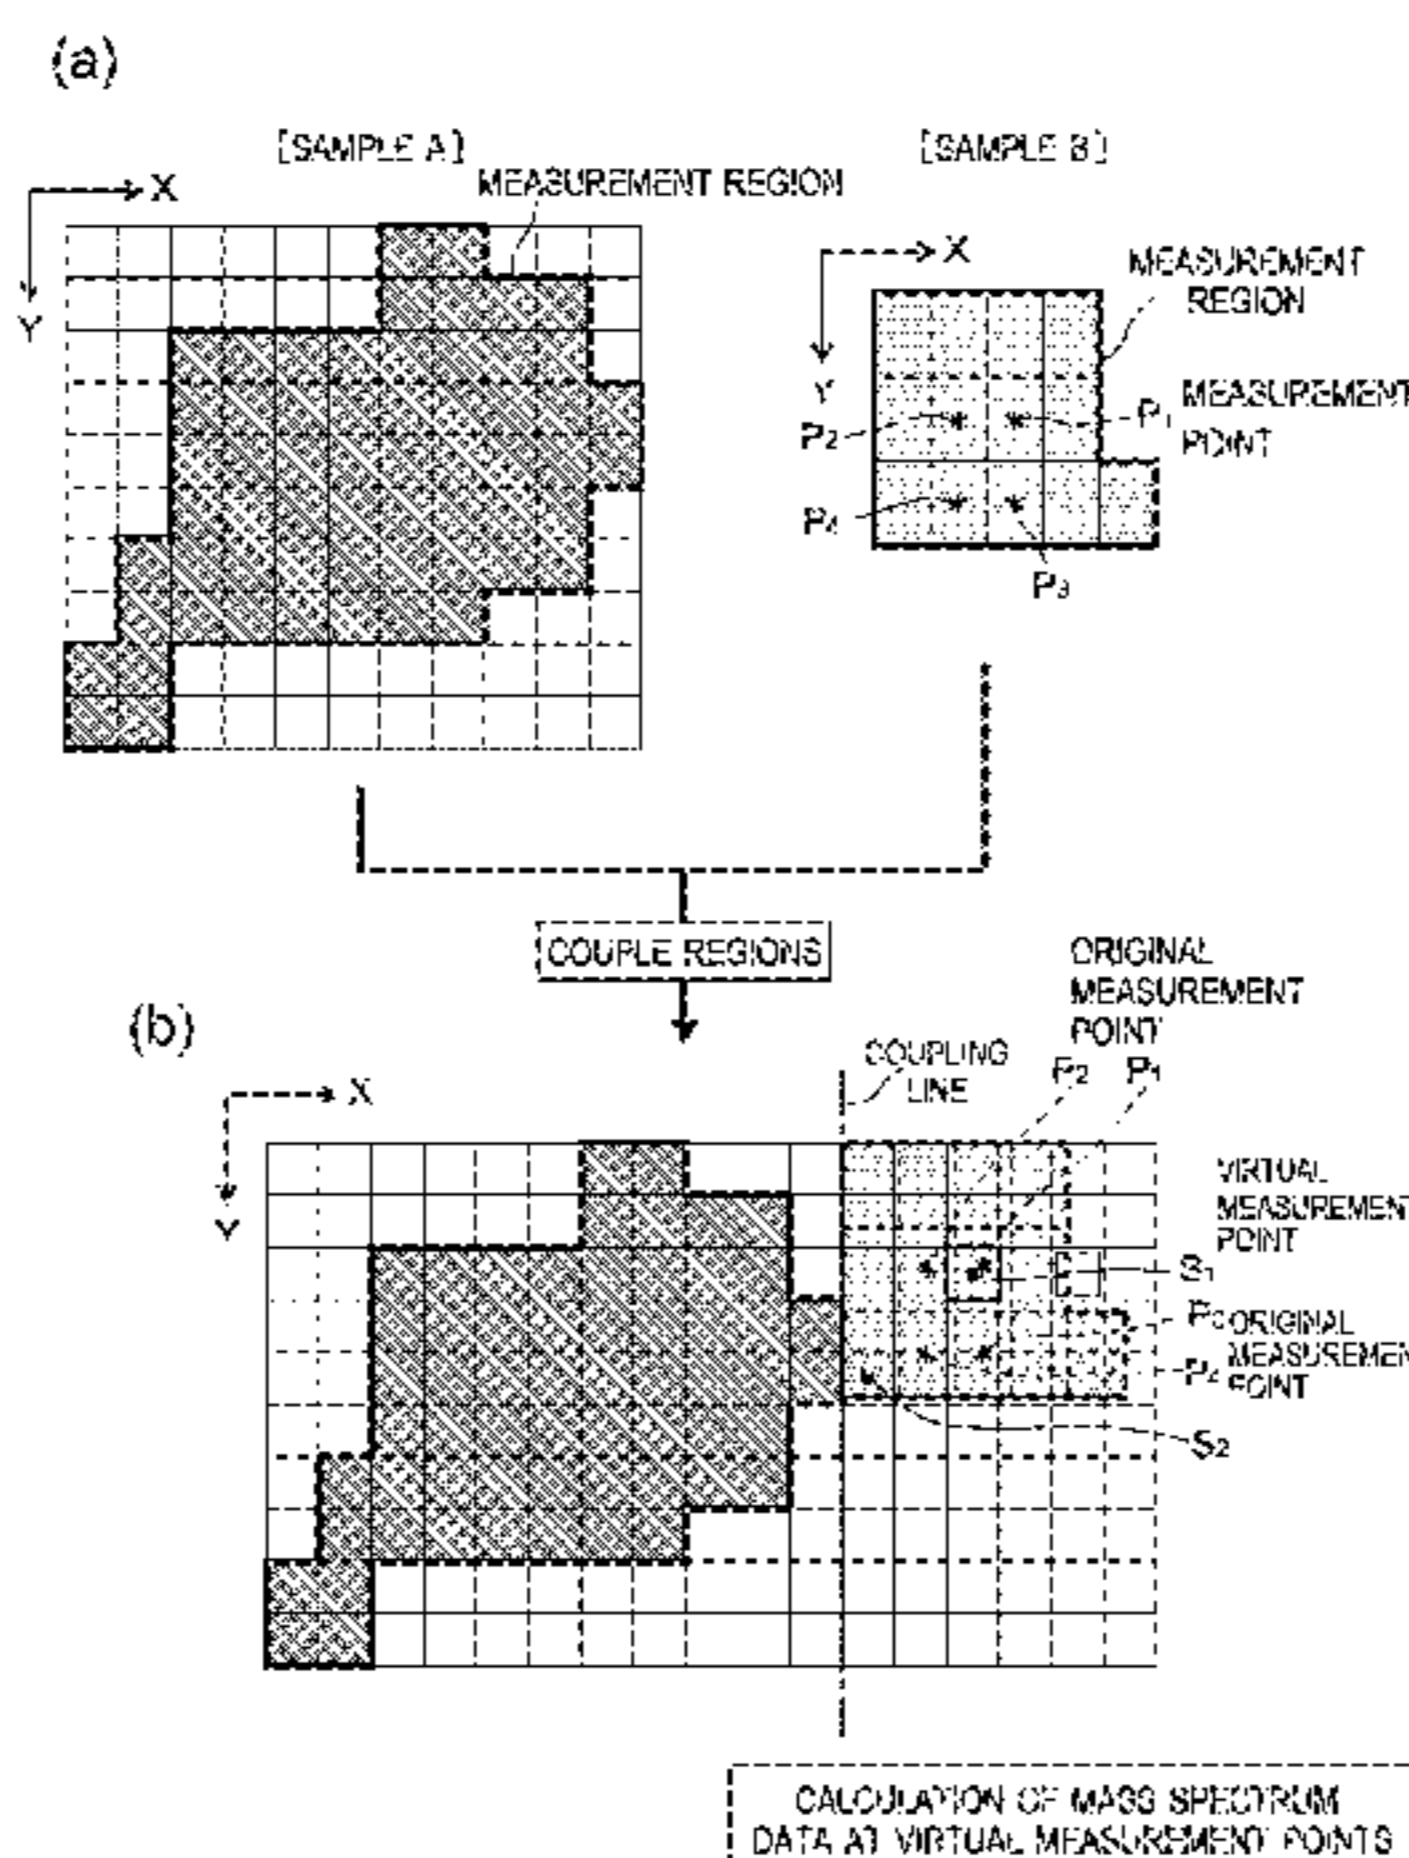 (a)
[SAMPLE A]
[SAMPLE B]
X
MEASUREMENT REGION
Y
X
MEASUREMENT
REGION
Y
P2
P1
MEASUREMENT
POINT
P4
P3
COUPLE REGIONS
ORIGINAL
MEASUREMENT
POINT
(b)
COUPLING
LINE
P2
P1
X
Y
VIRTUAL
MEASUREMENT
POINT
S1
ORIGINAL
MEASUREMENT
POINT
P4
S2
CALCULATION OF MASS SPECTRUM
DATA AT VIRTUAL MEASUREMENT POINTS